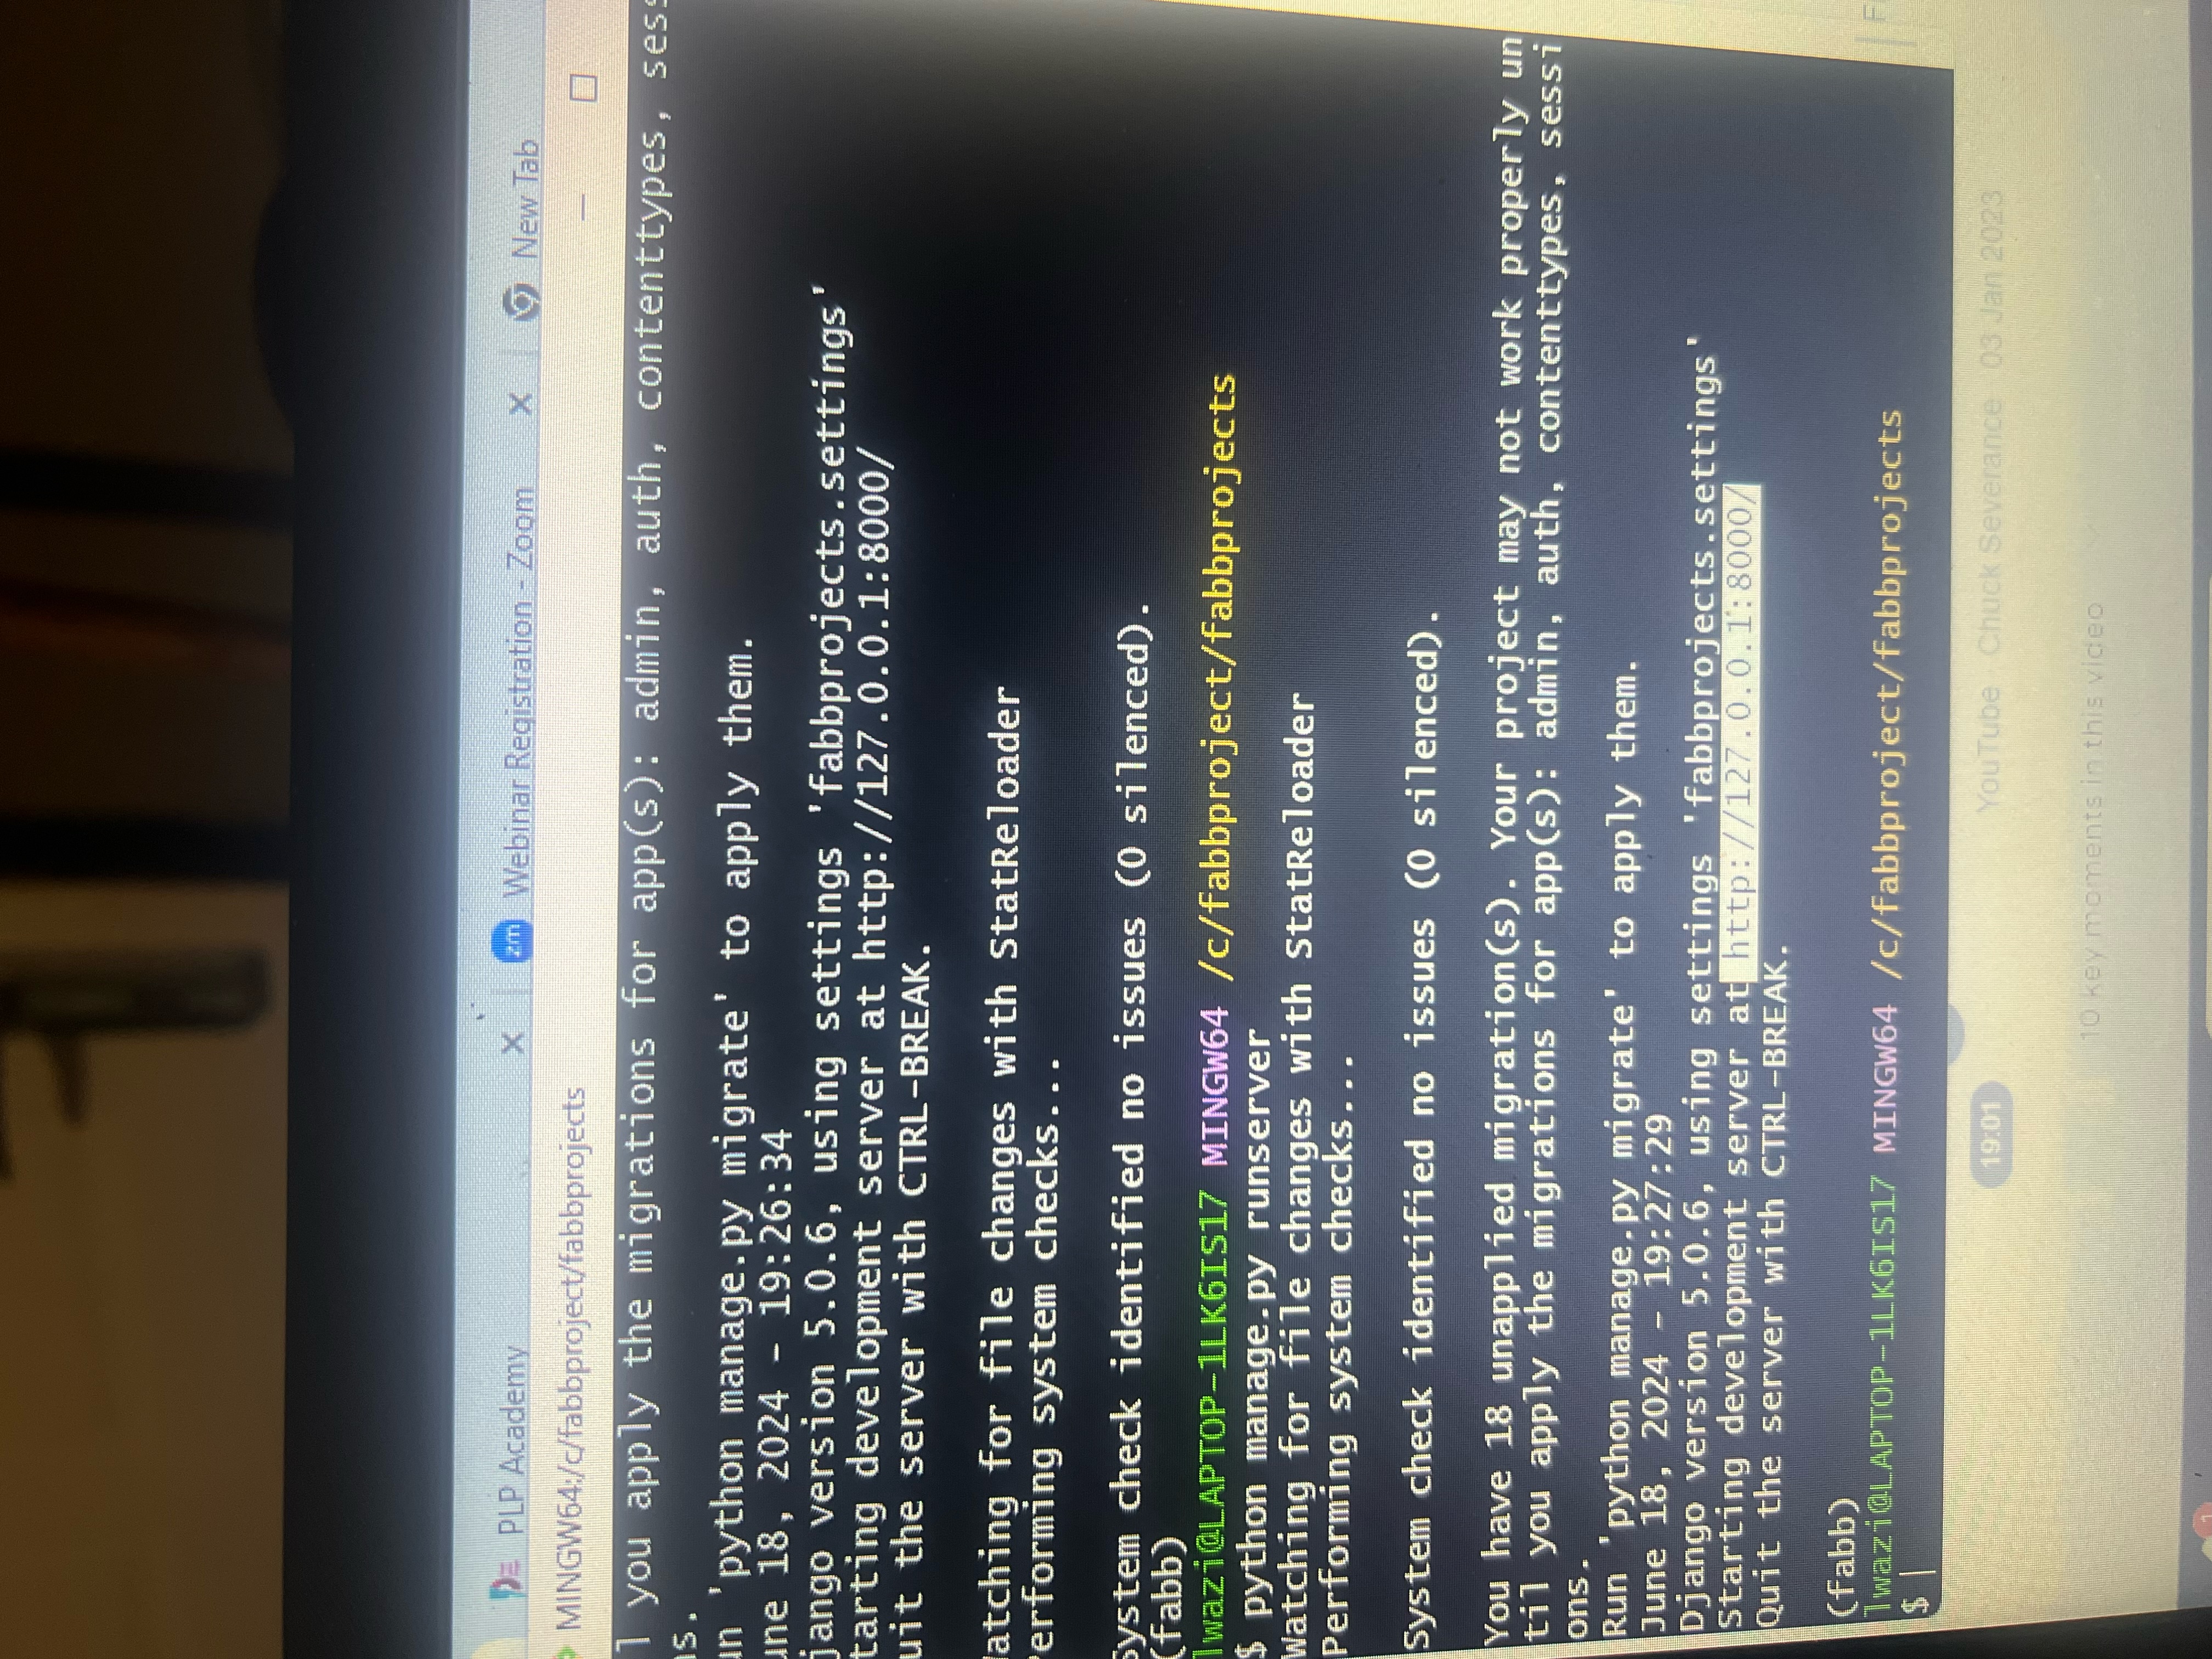 PLP Academy
zm Webinar Registration - Zoom
New Tab
MINGW64:/c/fabbproject/fabbprojects
l you apply the migrations for app(s): admin, auth, contenttypes, sess
ns.
un 'python manage.py migrate' to apply them.
une 18, 2024 - 19:26:34
jango version 5.0.6, using settings 'fabbprojects.settings'
tarting development server at http://127.0.0.1:8000/
uit the server with CTRL-BREAK.
atching for file changes with StatReloader
erforming system checks...
System check identified no issues (0 silenced).
(fabb)
lwazi@LAPTOP-1LK6IS17 MINGW64 /c/fabbproject/fabbprojects
$ python manage.py runserver
Watching for file changes with StatReloader
Performing system checks...
System check identified no issues (0 silenced).
You have 18 unapplied migration(s). Your project may not work properly un
til you apply the migrations for app(s): admin, auth, contenttypes, sessi
ons.
Run 'python manage.py migrate' to apply them.
June 18, 2024 - 19:27:29
Django version 5.0.6, using settings 'fabbprojects.settings'
Starting development server at http://127.0.0.1:8000/
Quit the server with CTRL-BREAK.
(fabb)
lwazi@LAPTOP-1LK6IS17 MINGW64 /c/fabbproject/fabbprojects
$
19:01 YouTube Chuck Severance 03 Jan 2023
10 key moments in this video
1